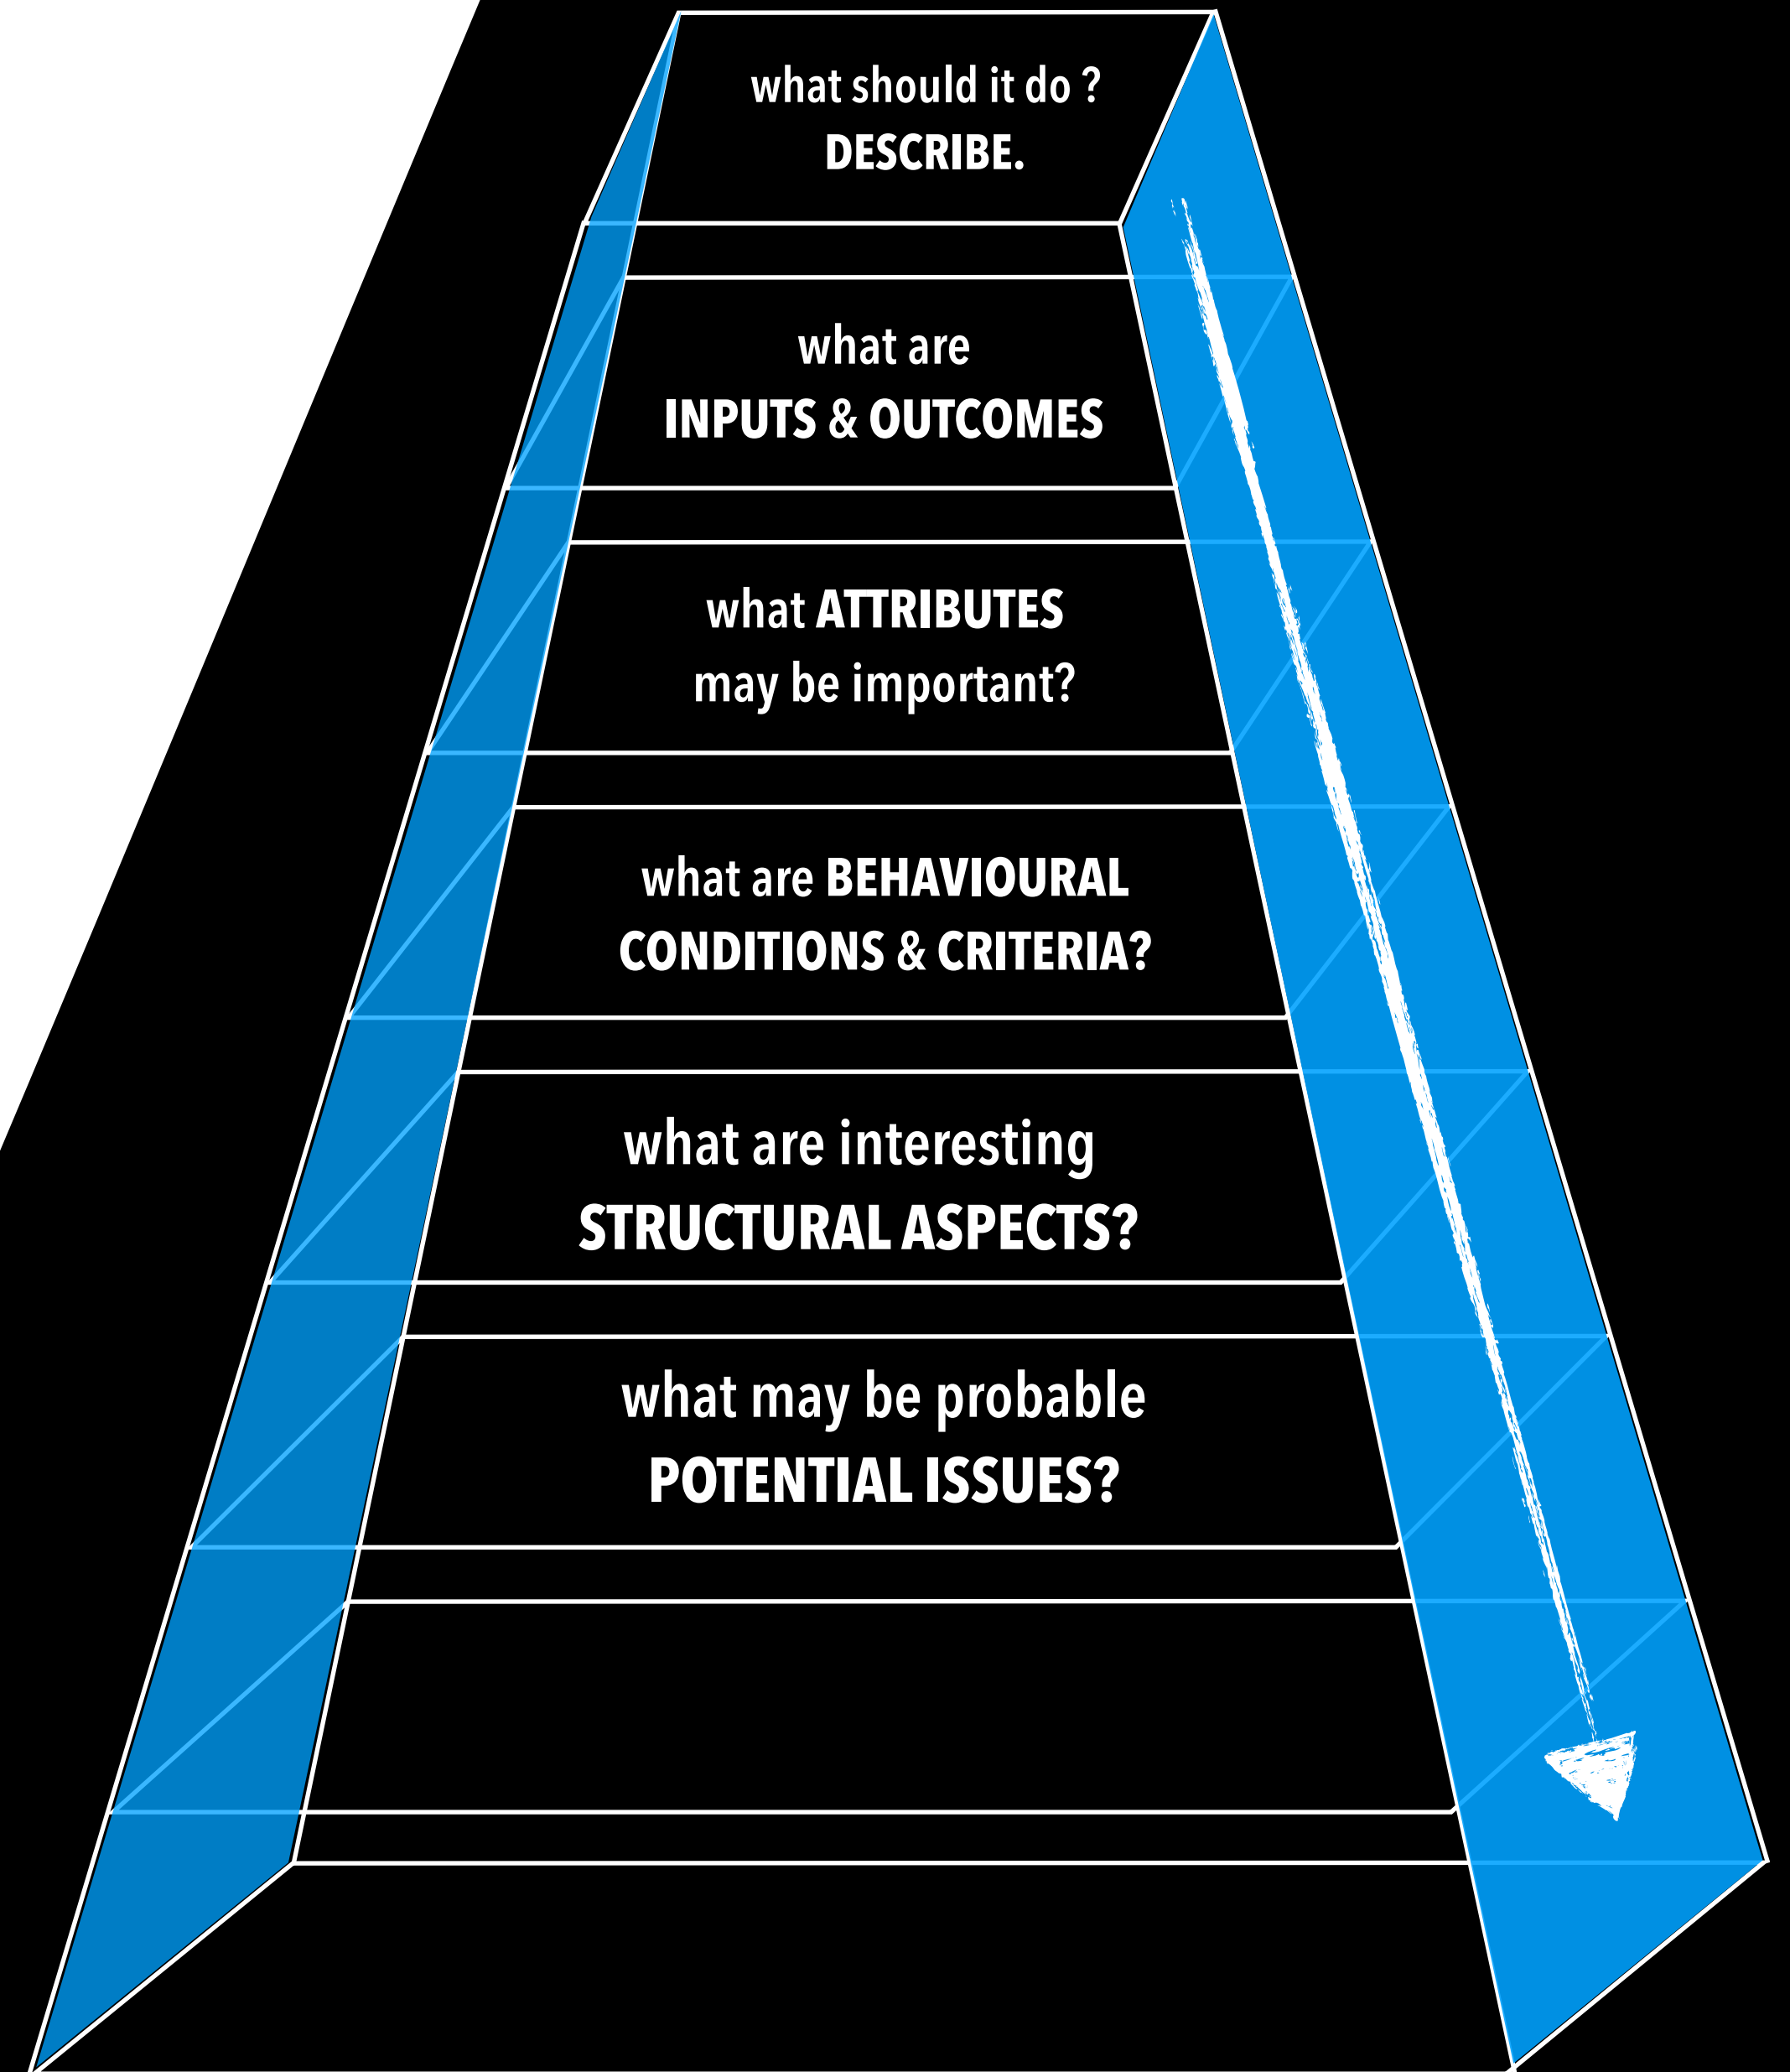 what should it do ?
DESCRIBE.
what are
INPUTS & OUTCOMES
what ATTRIBUTES
may be important?
what are BEHAVIOURAL
CONDITIONS & CRITERIA?
what are interesting
STRUCTURAL ASPECTS?
what may be probable
POTENTIAL ISSUES?